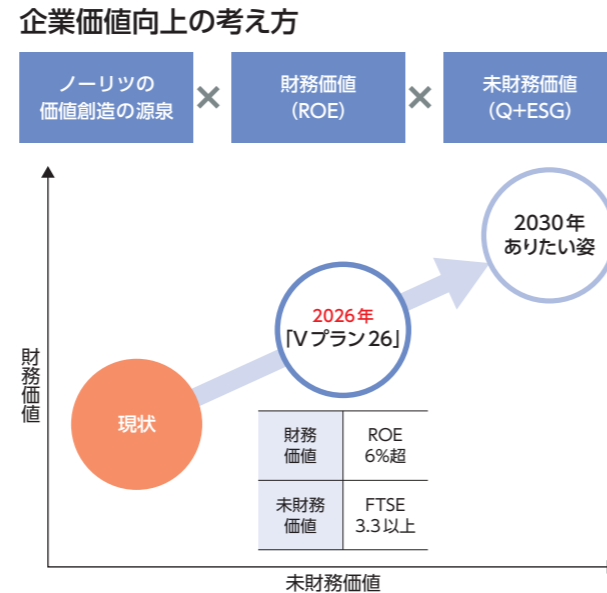 企業価値向上の考え方
ノーリツの
価値創造の源泉
×
財務価値
(ROE)
×
未財務価値
(Q+ESG)
2030年
ありたい姿
2026年
「Vプラン26」
現状
財務価値
財務
価値
ROE
6%超
未財務
価値
FTSE
3.3以上
未財務価値